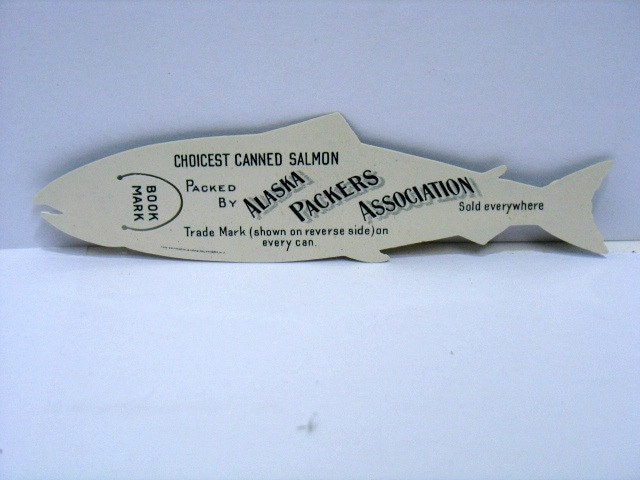 CHOICEST CANNED SALMON
PACKED BY ALASKA PACKERS ASSOCIATION
Sold everywhere
Trade Mark (shown on reverse side) on
every can.
BOOK
MARK